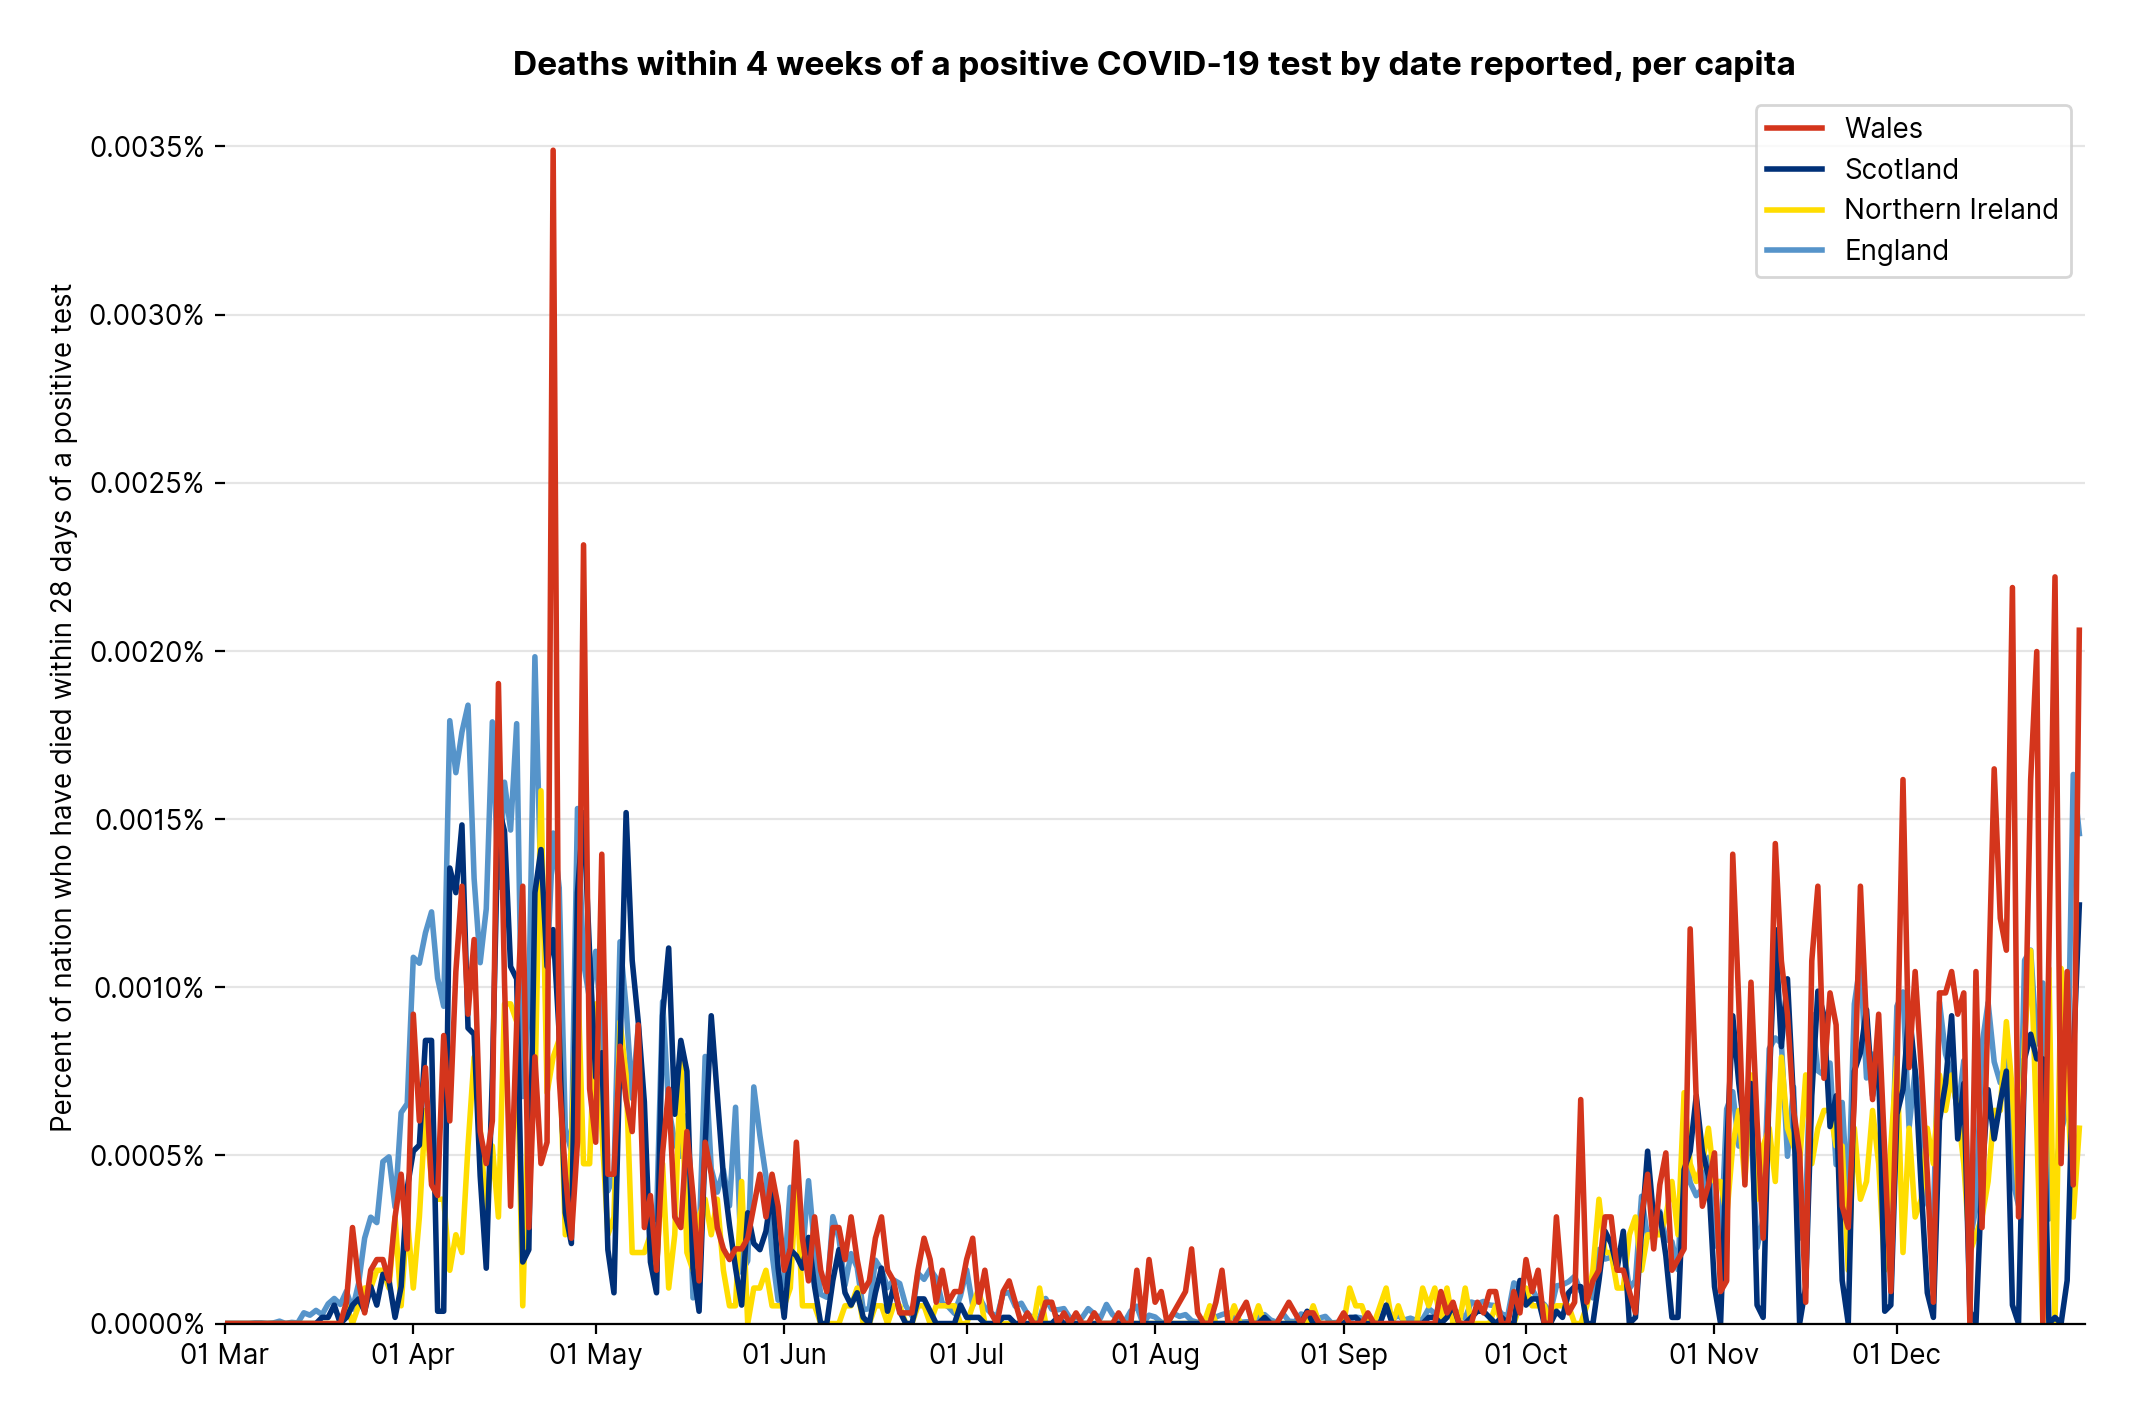 Deaths within 4 weeks of a positive COVID-19 test by date reported, per capita
Wales
Scotland
Northern Ireland
England
Percent of nation who have died within 28 days of a positive test
0.0035%
0.0030%
0.0025%
0.0020%
0.0015%
0.0010%
0.0005%
0.0000%
01 Mar
01 Apr
01 May
01 Jun
01 Jul
01 Aug
01 Sep
01 Oct
01 Nov
01 Dec